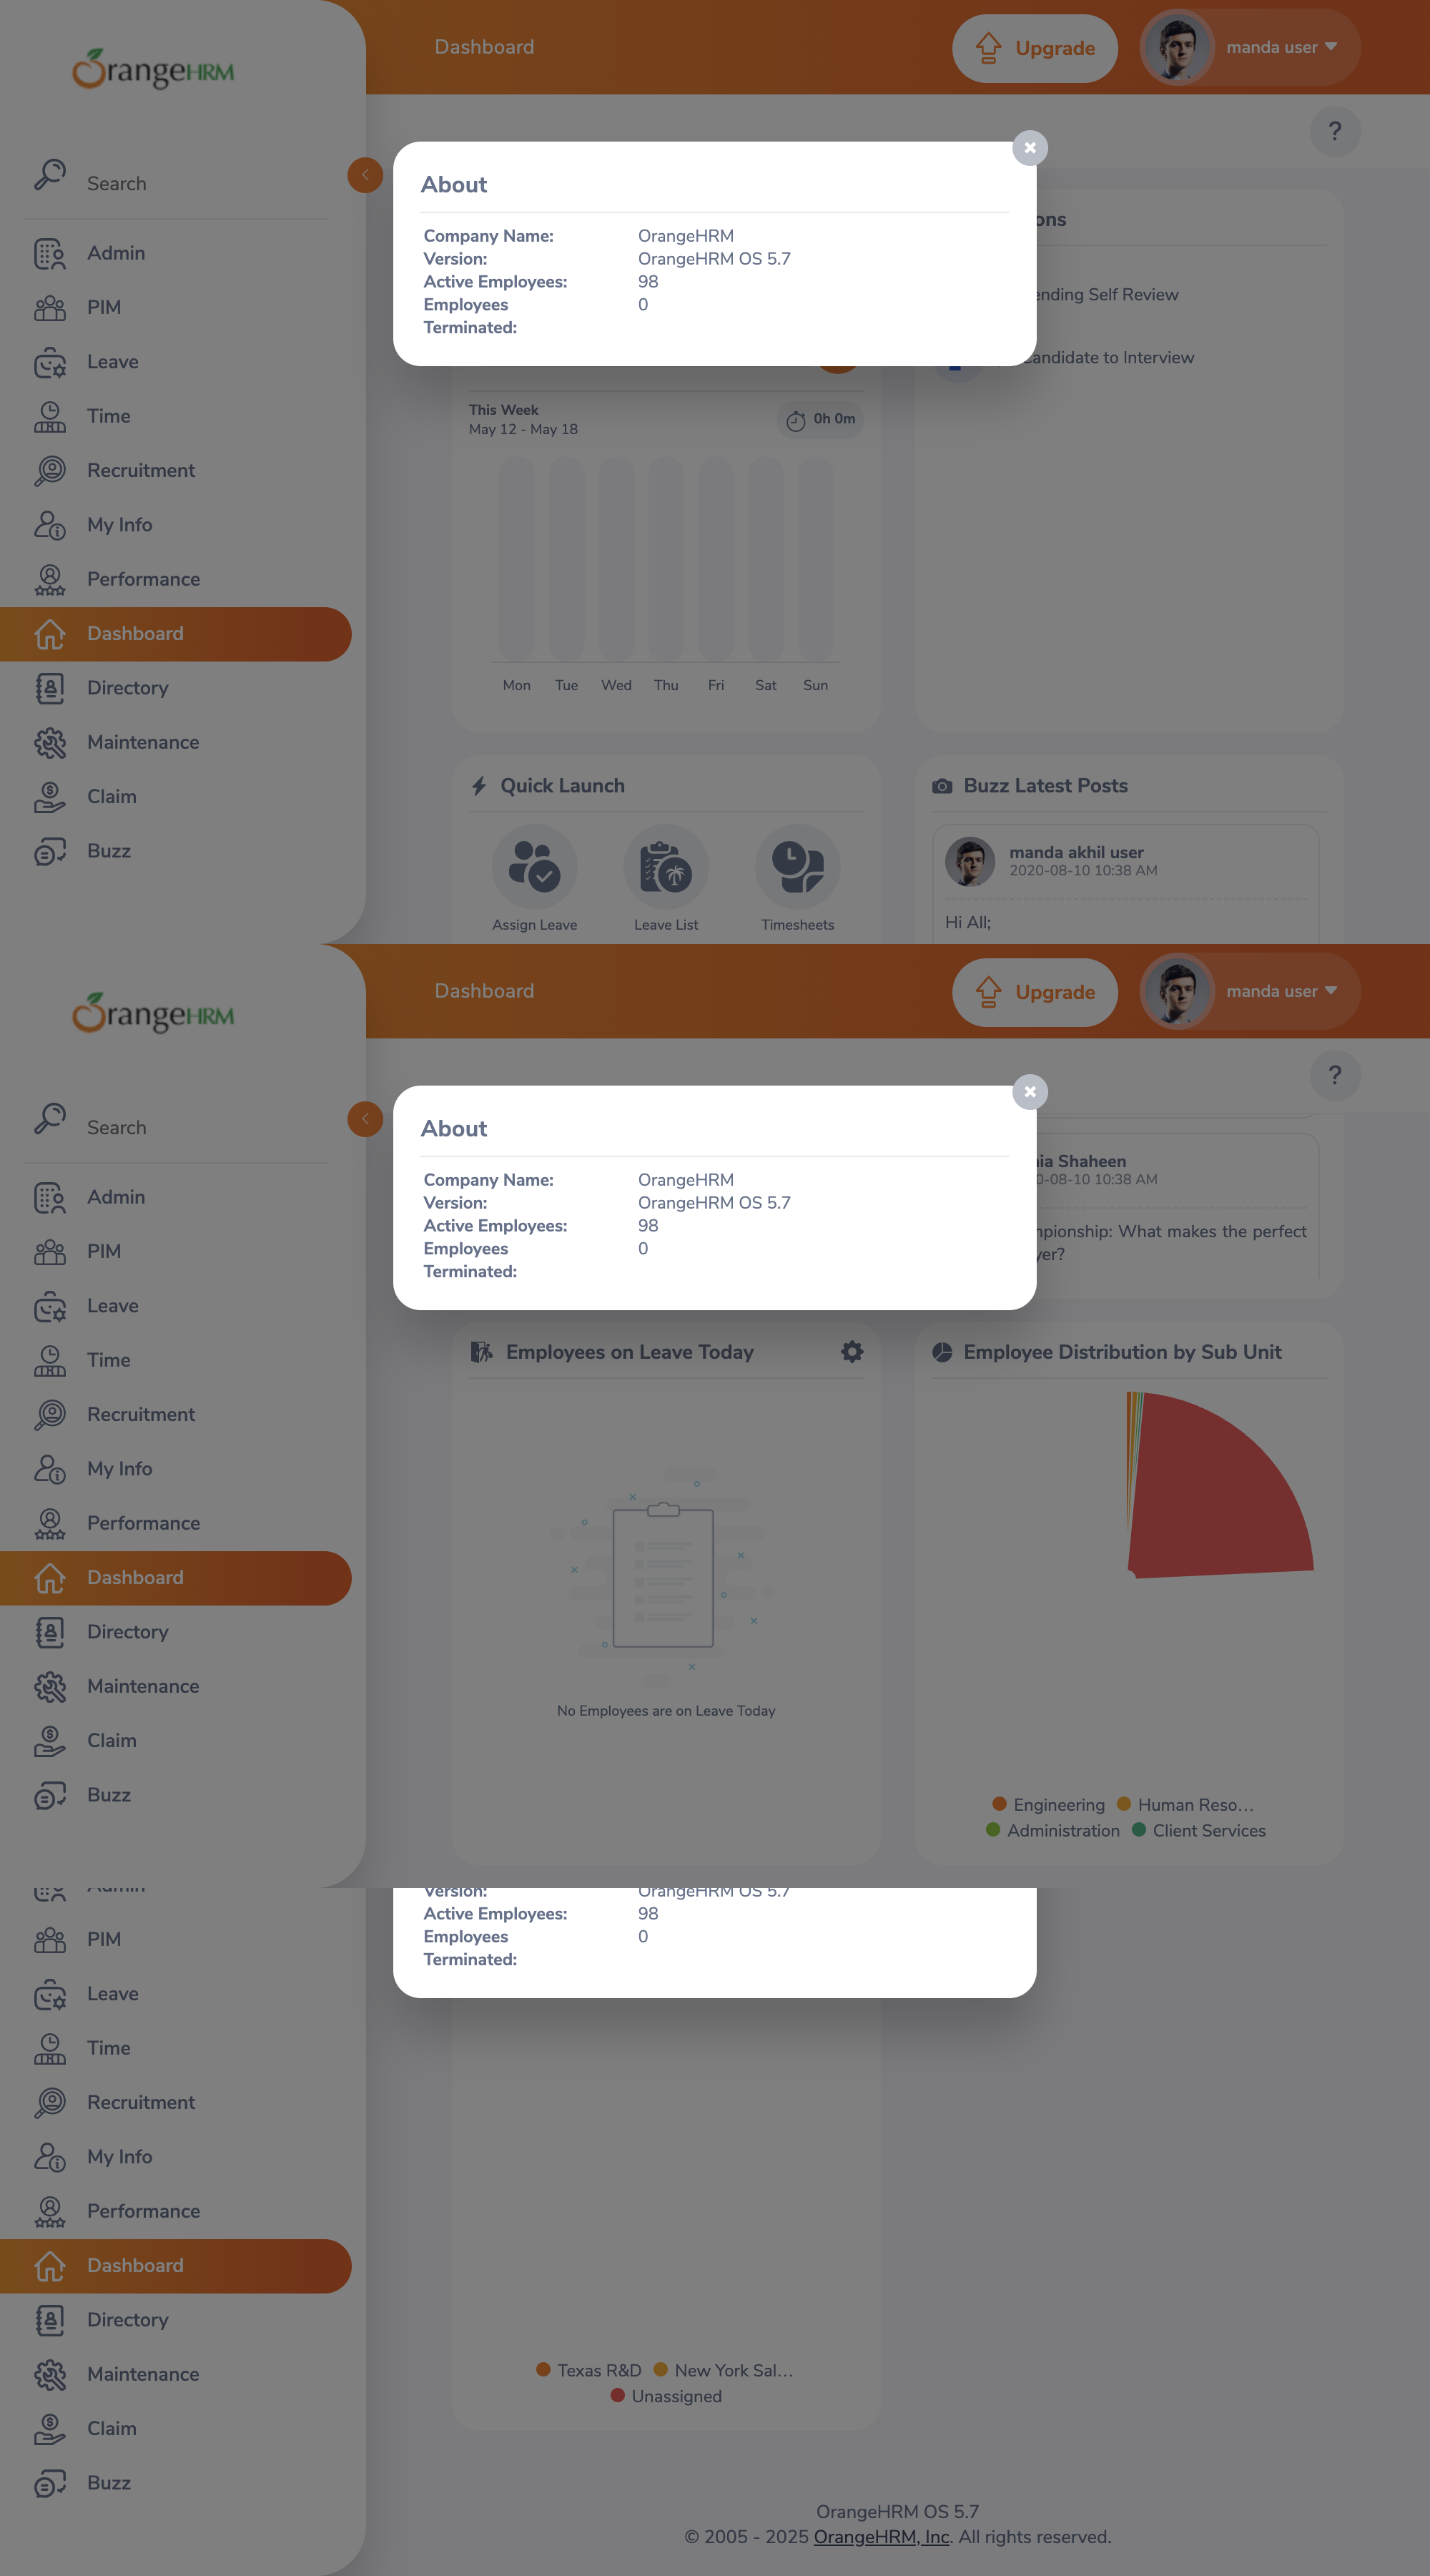 OrangeHRM
Dashboard
Upgrade
manda user
?
Search
About
Company Name: OrangeHRM
Version: OrangeHRM OS 5.7
Active Employees: 98
Employees Terminated: 0
ons
ending Self Review
andidate to Interview
Admin
PIM
Leave
Time
Recruitment
My Info
Performance
Dashboard
Directory
Maintenance
Claim
Buzz
This Week
May 12 - May 18
0h 0m
Mon Tue Wed Thu Fri Sat Sun
Quick Launch
Assign Leave Leave List Timesheets
Buzz Latest Posts
manda akhil user
2020-08-10 10:38 AM
Hi All;
OrangeHRM
Dashboard
Upgrade
manda user
?
Search
About
Company Name: OrangeHRM
Version: OrangeHRM OS 5.7
Active Employees: 98
Employees Terminated: 0
ia Shaheen
0-08-10 10:38 AM
mpionship: What makes the perfect
yer?
Admin
PIM
Leave
Time
Recruitment
My Info
Performance
Dashboard
Directory
Maintenance
Claim
Buzz
Employees on Leave Today
No Employees are on Leave Today
Employee Distribution by Sub Unit
Engineering Human Reso…
Administration Client Services
Admin
Version: OrangeHRM OS 5.7
Active Employees: 98
Employees Terminated: 0
PIM
Leave
Time
Recruitment
My Info
Performance
Dashboard
Directory
Maintenance
Claim
Buzz
Texas R&D New York Sal…
Unassigned
OrangeHRM OS 5.7
© 2005 - 2025 OrangeHRM, Inc. All rights reserved.